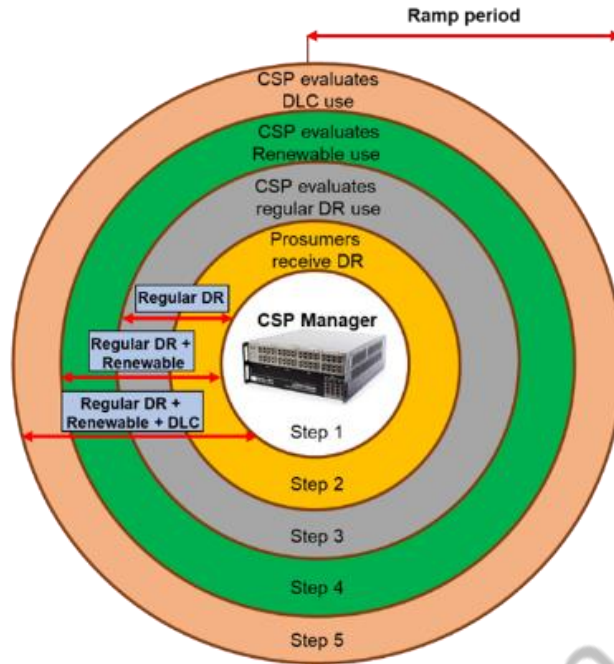 Ramp period
CSP evaluates
DLC use
CSP evaluates
Renewable use
CSP evaluates
regular DR use
Prosumers
receive DR
Regular DR
CSP Manager
Regular DR +
Renewable
Regular DR +
Renewable + DLC
Step 1
Step 2
Step 3
Step 4
Step 5